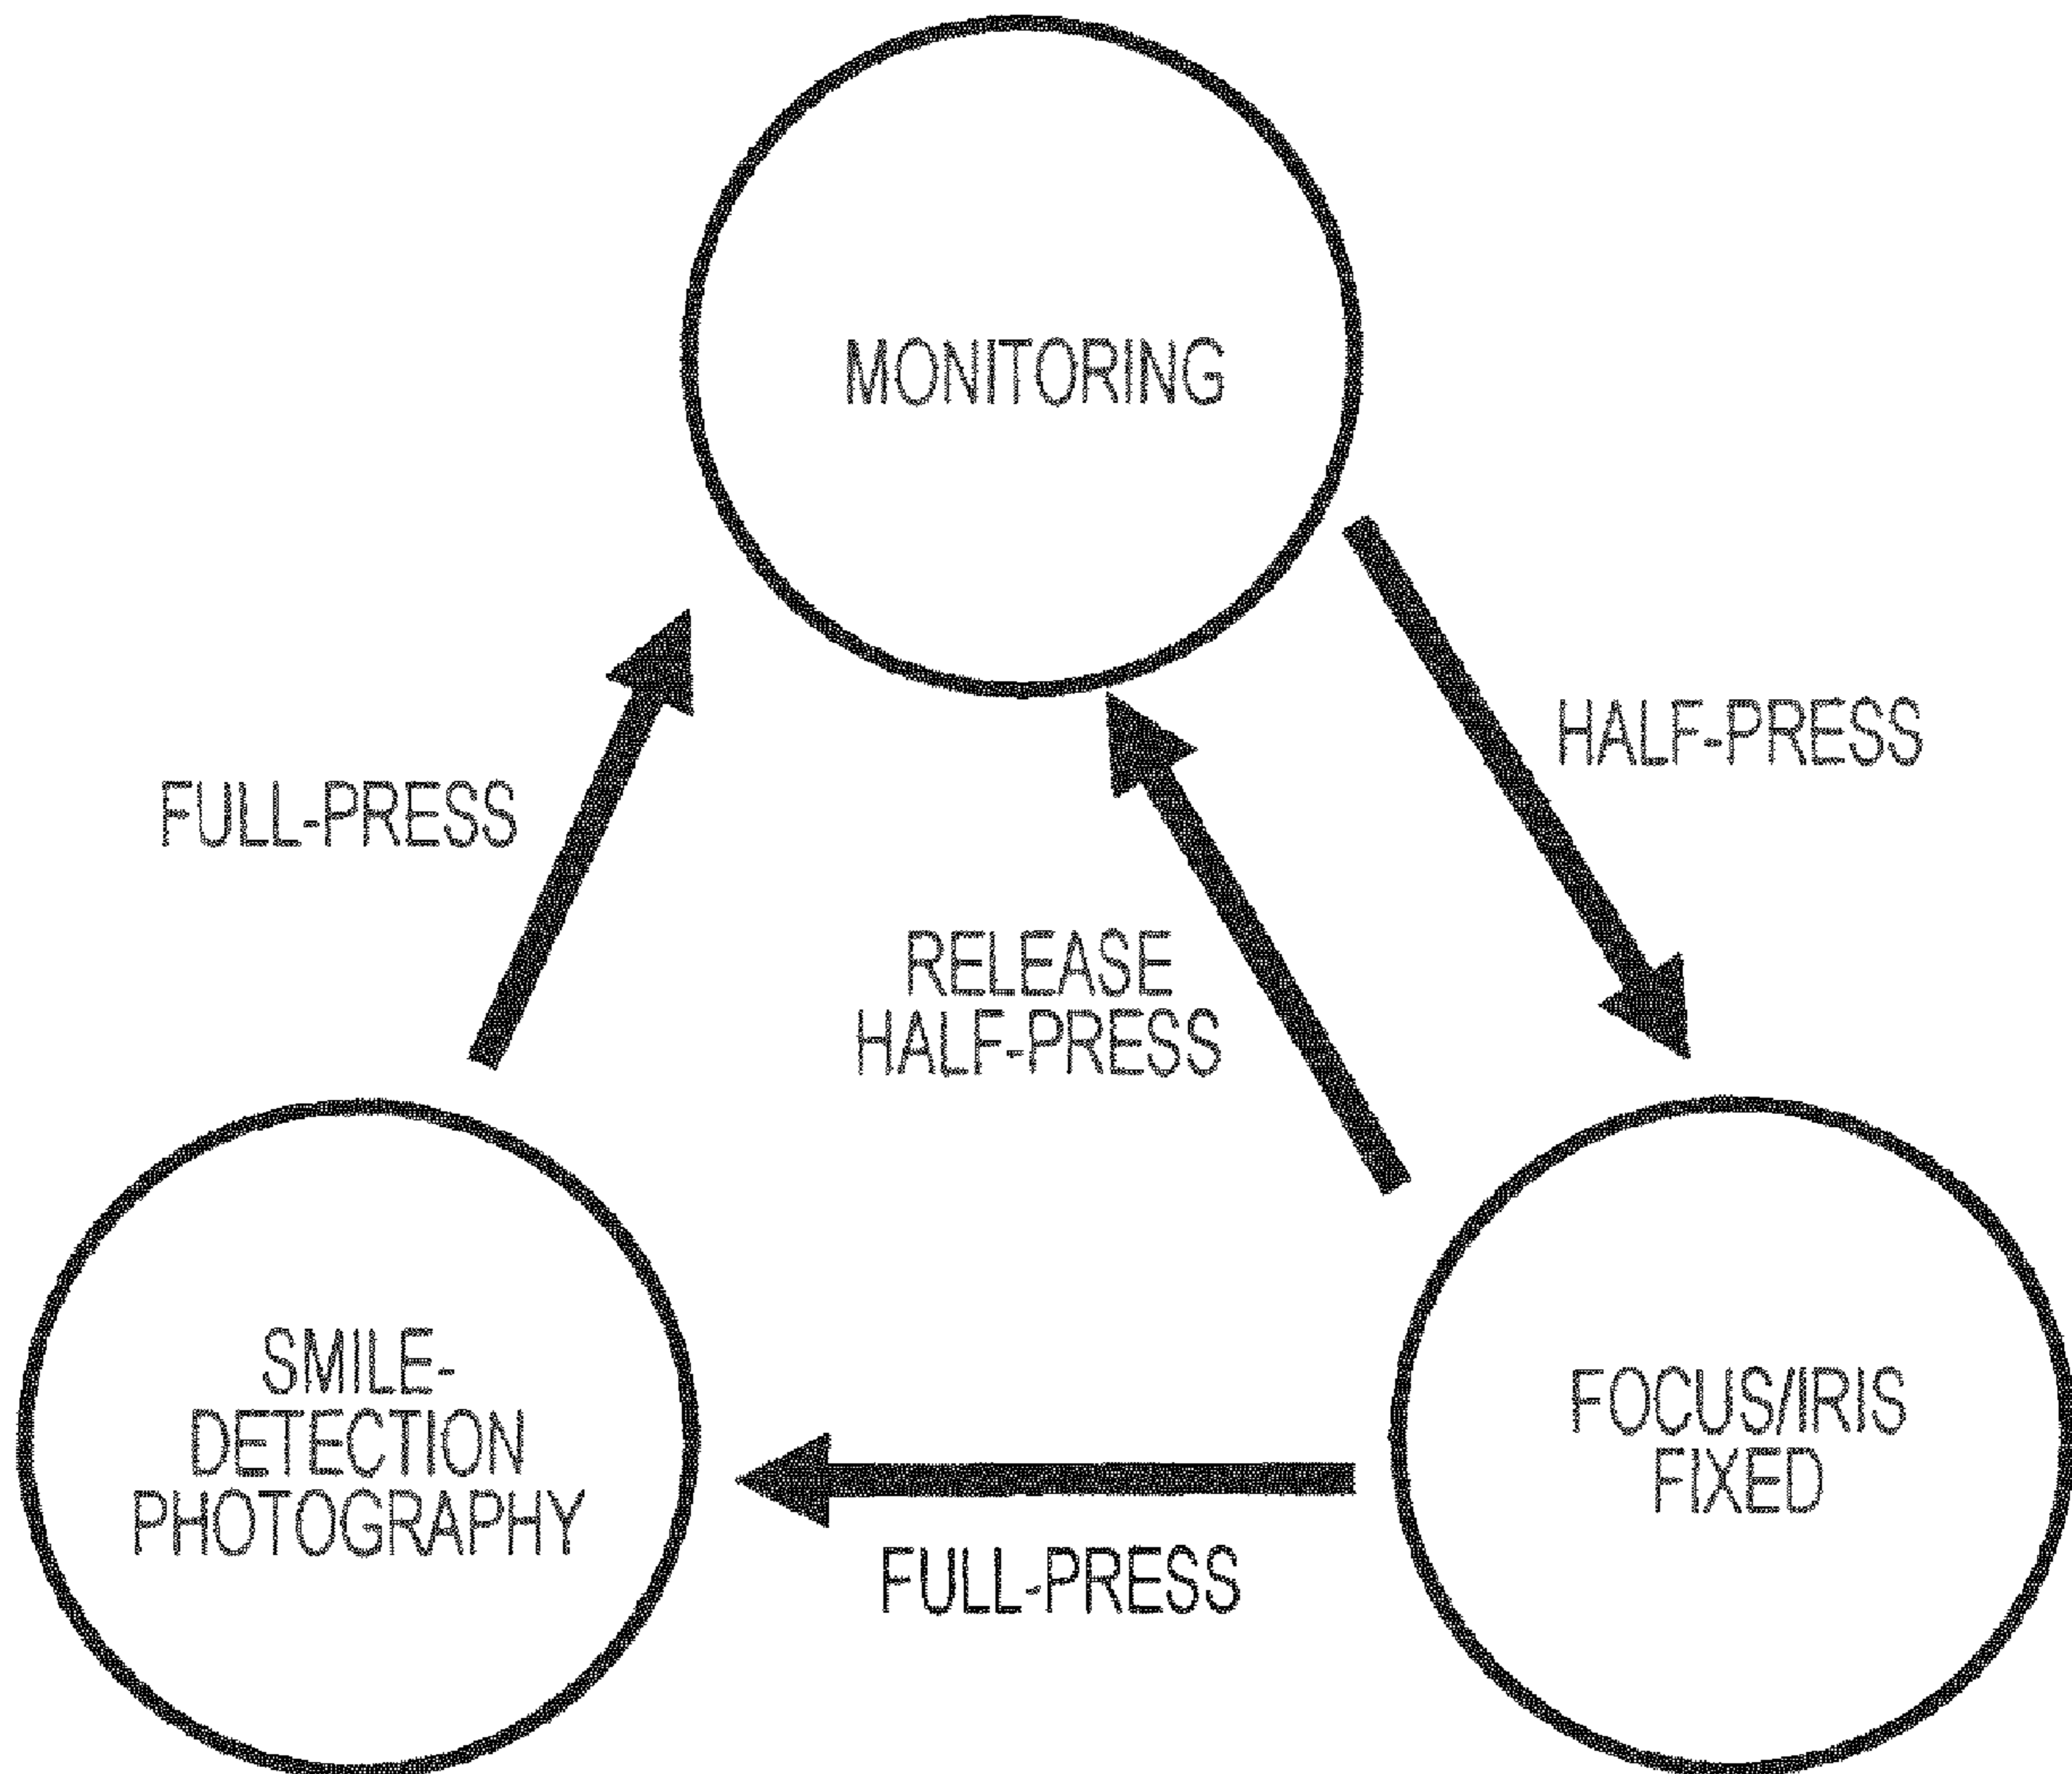 MONITORING
HALF-PRESS
FULL-PRESS
RELEASE
HALF-PRESS
SMILE-
DETECTION
PHOTOGRAPHY
FOCUS/IRIS
FIXED
FULL-PRESS